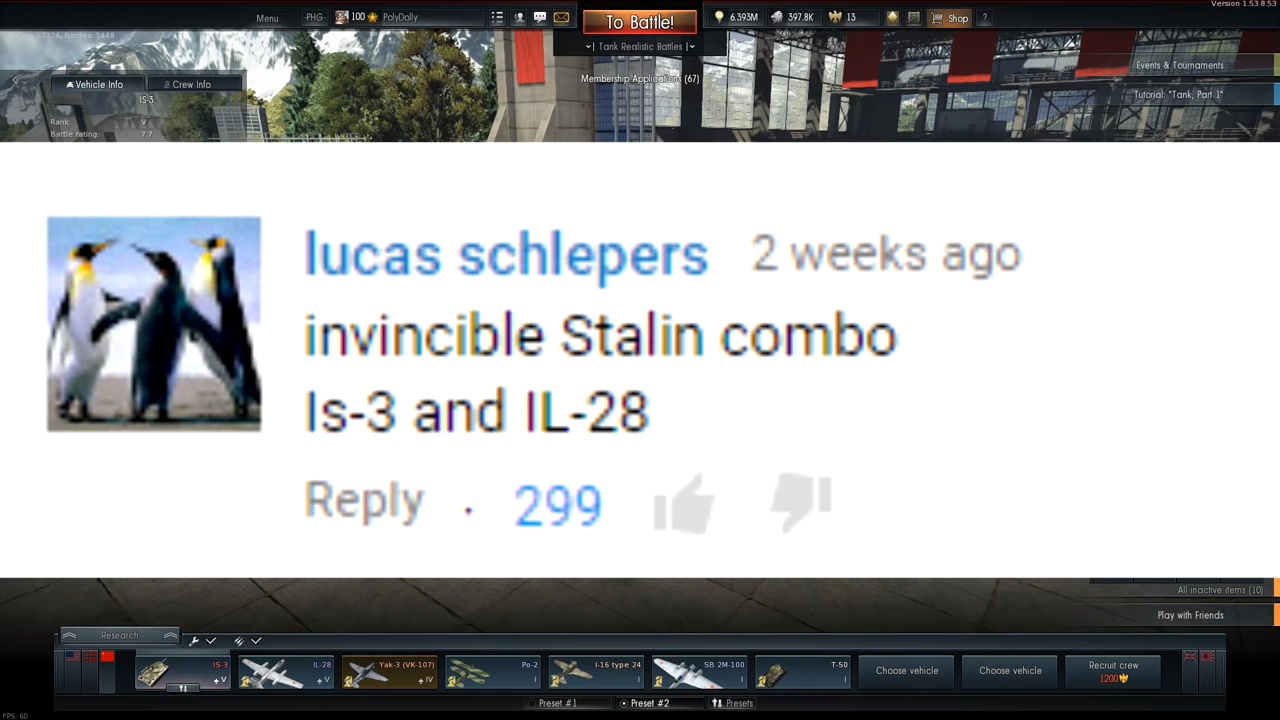 Version 1.53.8.53
Menu
-PHG-
100
PolyDolly
To Battle!
6.393M
397.8K
13
Shop
?
| Tank Realistic Battles |
Membership Applications (67)
Vehicle Info
Crew Info
IS-3
Rank: V
Battle rating: 7.7
Events & Tournaments
Tutorial: "Tank, Part 1"
lucas schlepers 2 weeks ago
invincible Stalin combo
Is-3 and IL-28
Reply · 299
All inactive items (10)
Play with Friends
Research
IS-3
V
IL-28
V
Yak-3 (VK-107)
IV
Po-2
I
I-16 type 24
I
SB 2M-100
I
T-50
I
Choose vehicle
Choose vehicle
Recruit crew
1200
Preset #1
Preset #2
Presets
FPS: 60